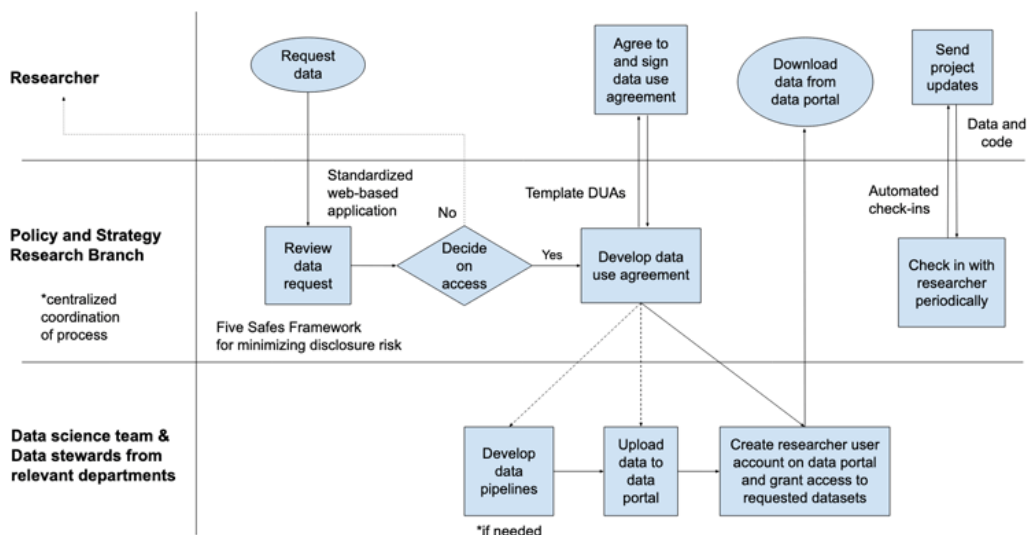 Researcher
Request
data
Agree to
and sign
data use
agreement
Download
data from
data portal
Send
project
updates
Data and
code
Standardized
web-based
application
Template DUAs
Automated
check-ins
No
Policy and Strategy
Research Branch
*centralized
coordination
of process
Review
data
request
Decide
on
access
Yes
Develop data
use agreement
Check in with
researcher
periodically
Five Safes Framework
for minimizing disclosure risk
Data science team &
Data stewards from
relevant departments
Develop
data
pipelines
*if needed
Upload
data to
data
portal
Create researcher user
account on data portal
and grant access to
requested datasets